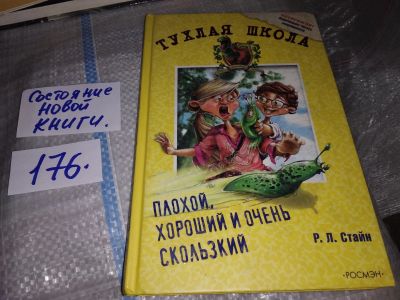 ТУХЛАЯ ШКОЛА
Состояние
новой
книги.
176.
ПЛОХОЙ,
ХОРОШИЙ И ОЧЕНЬ
СКОЛЬЗКИЙ
Р. Л. Стайн
·РОСМЭН·